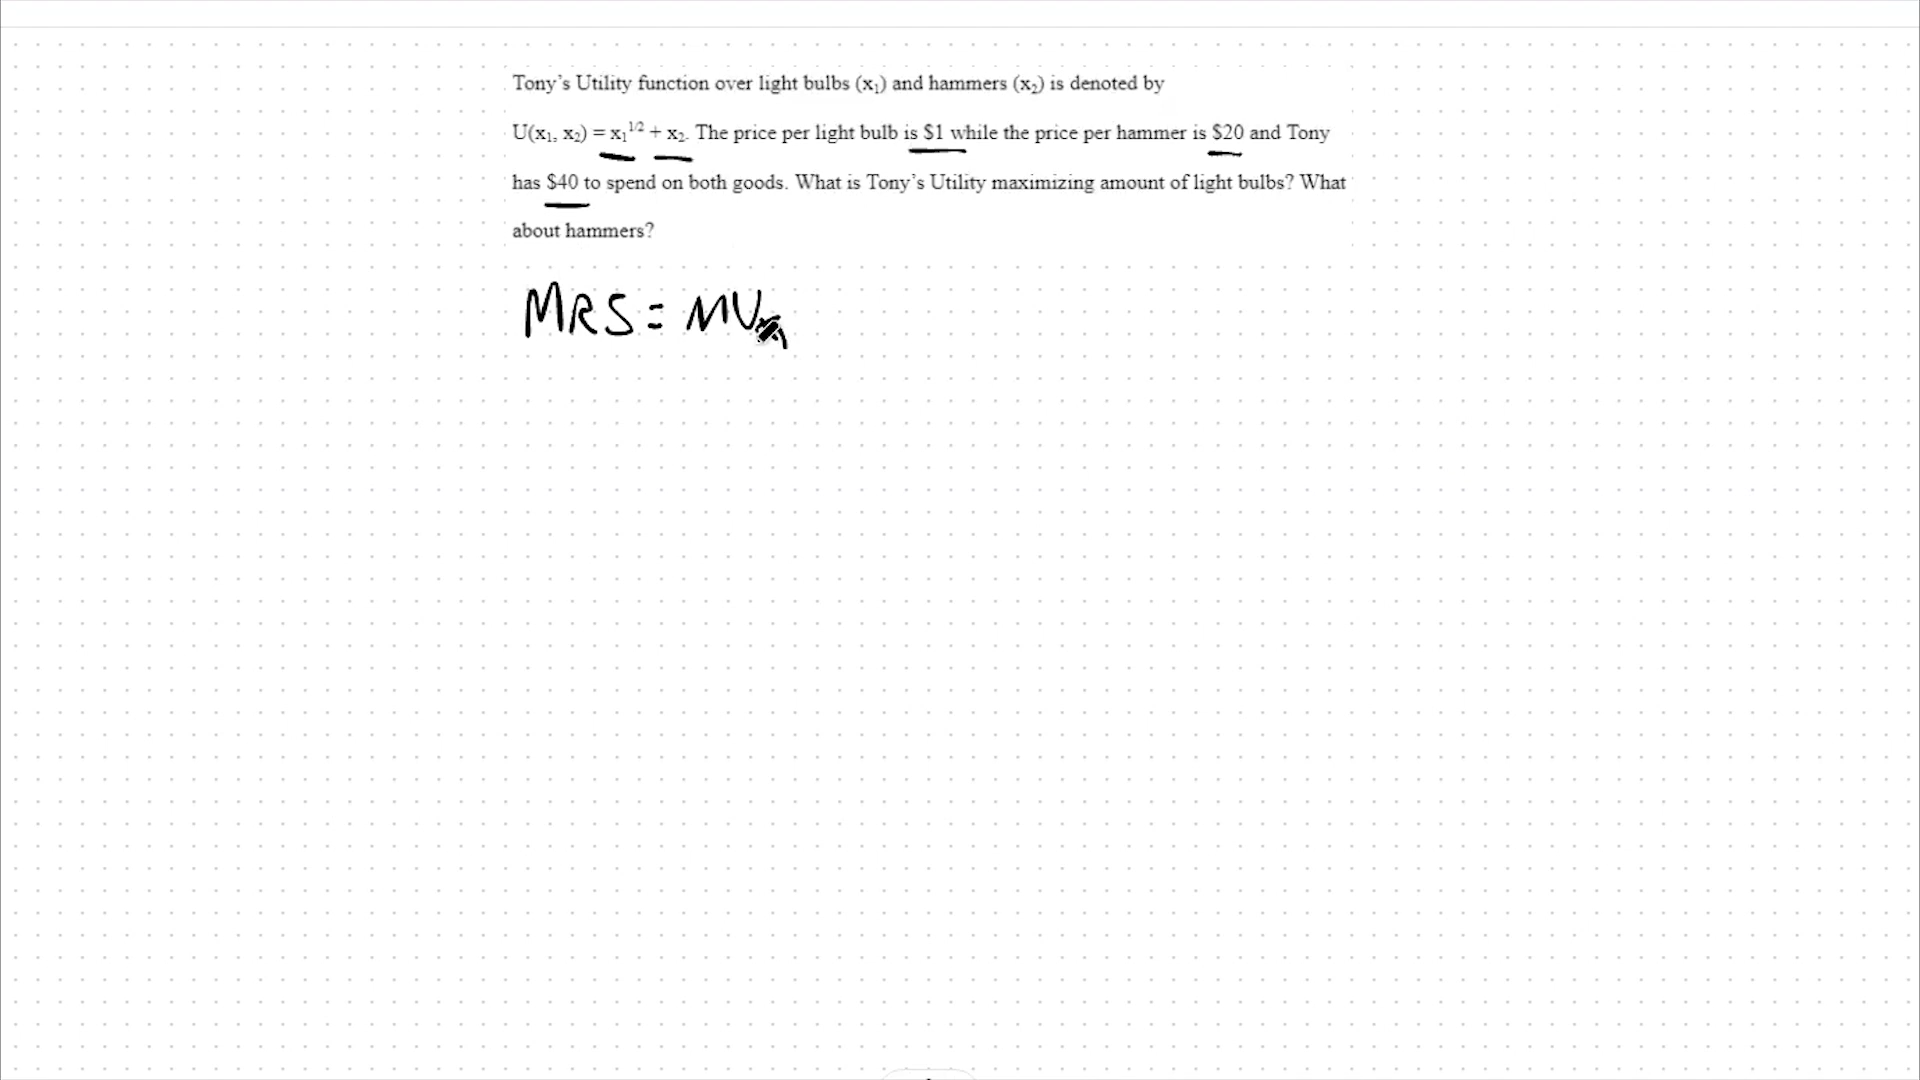 Tony’s Utility function over light bulbs (x₁) and hammers (x₂) is denoted by
U(x₁, x₂) = x₁^1/2 + x₂. The price per light bulb is $1 while the price per hammer is $20 and Tony
has $40 to spend on both goods. What is Tony’s Utility maximizing amount of light bulbs? What
about hammers?
MRS = MU